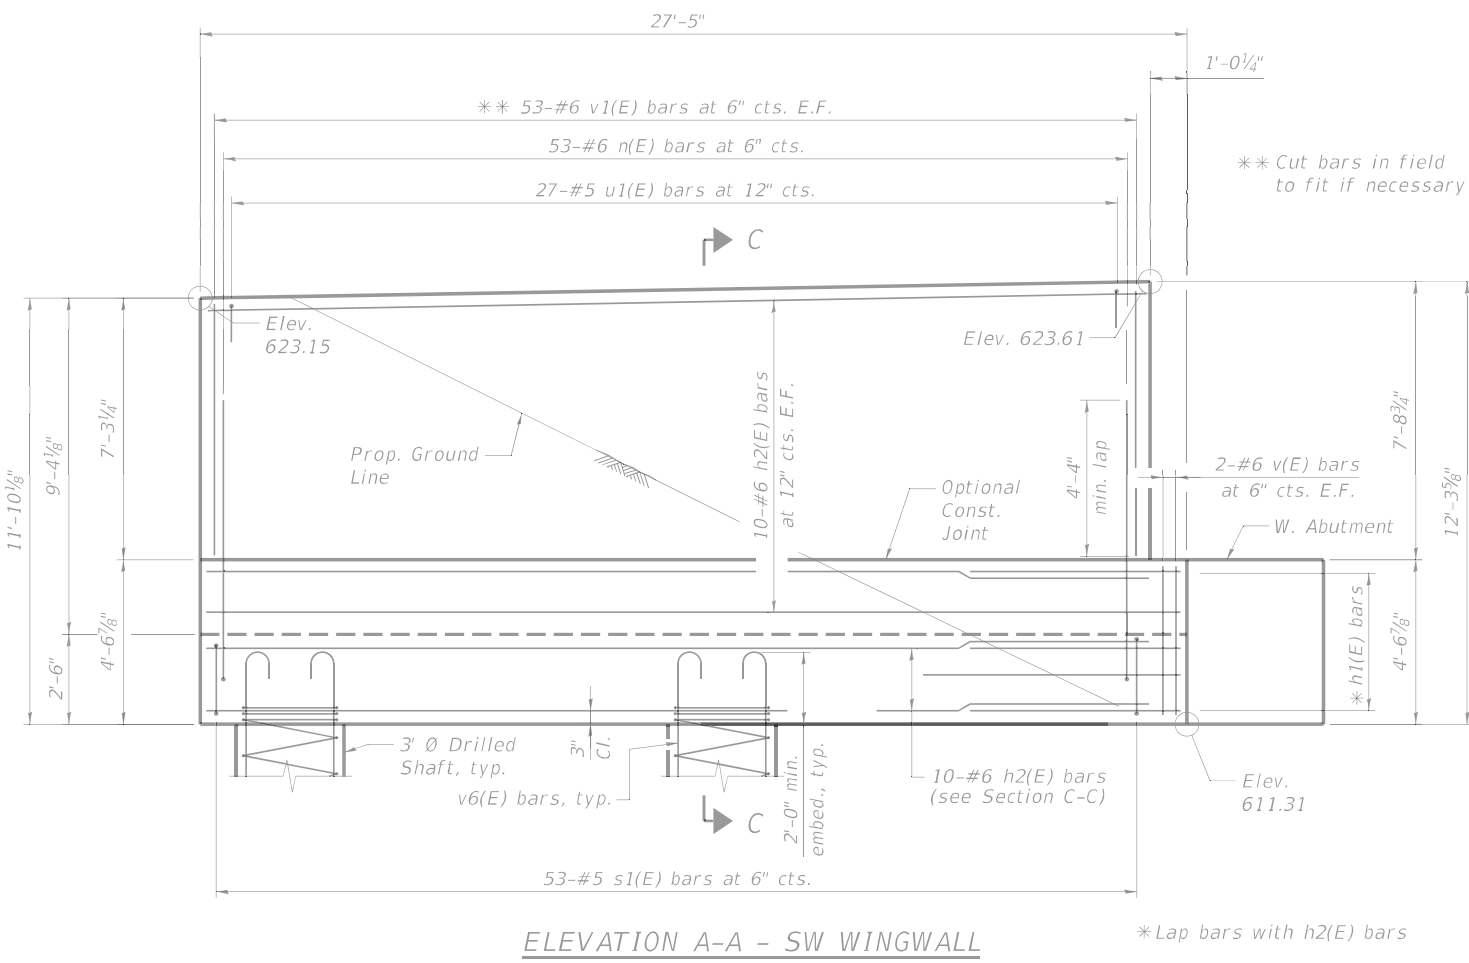 27'-5"
1'-0¼"
✳✳ 53-#6 v1(E) bars at 6" cts. E.F.
53-#6 n(E) bars at 6" cts.
✳✳ Cut bars in field
to fit if necessary
27-#5 u1(E) bars at 12" cts.
C
Elev.
623.15
Elev. 623.61
10-#6 h2(E) bars
at 12" cts. E.F.
7'-3¼"
9'-4⅛"
11'-10⅛"
7'-8¾"
12'-3⅝"
Prop. Ground
Line
4'-4"
min. lap
2-#6 v(E) bars
at 6" cts. E.F.
Optional
Const.
Joint
W. Abutment
4'-6⅞"
2'-6"
✳ h1(E) bars
4'-6⅞"
3' Ø Drilled
Shaft, typ.
3"
Cl.
v6(E) bars, typ.
2'-0" min.
embed., typ.
10-#6 h2(E) bars
(see Section C-C)
Elev.
611.31
C
53-#5 s1(E) bars at 6" cts.
ELEVATION A-A - SW WINGWALL
✳Lap bars with h2(E) bars